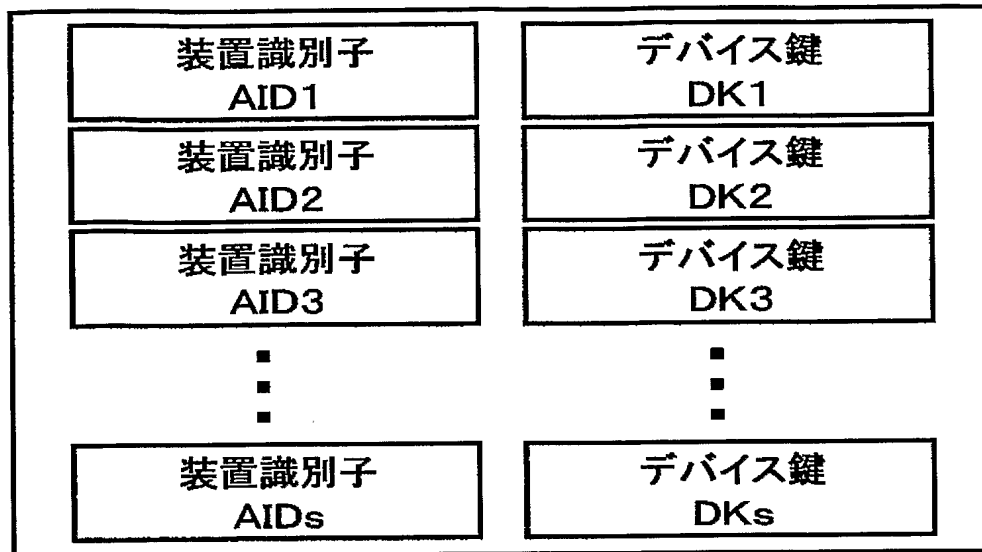 装置識別子
AID1
デバイス鍵
DK1
装置識別子
AID2
デバイス鍵
DK2
装置識別子
AID3
デバイス鍵
DK3
装置識別子
AIDs
デバイス鍵
DKs